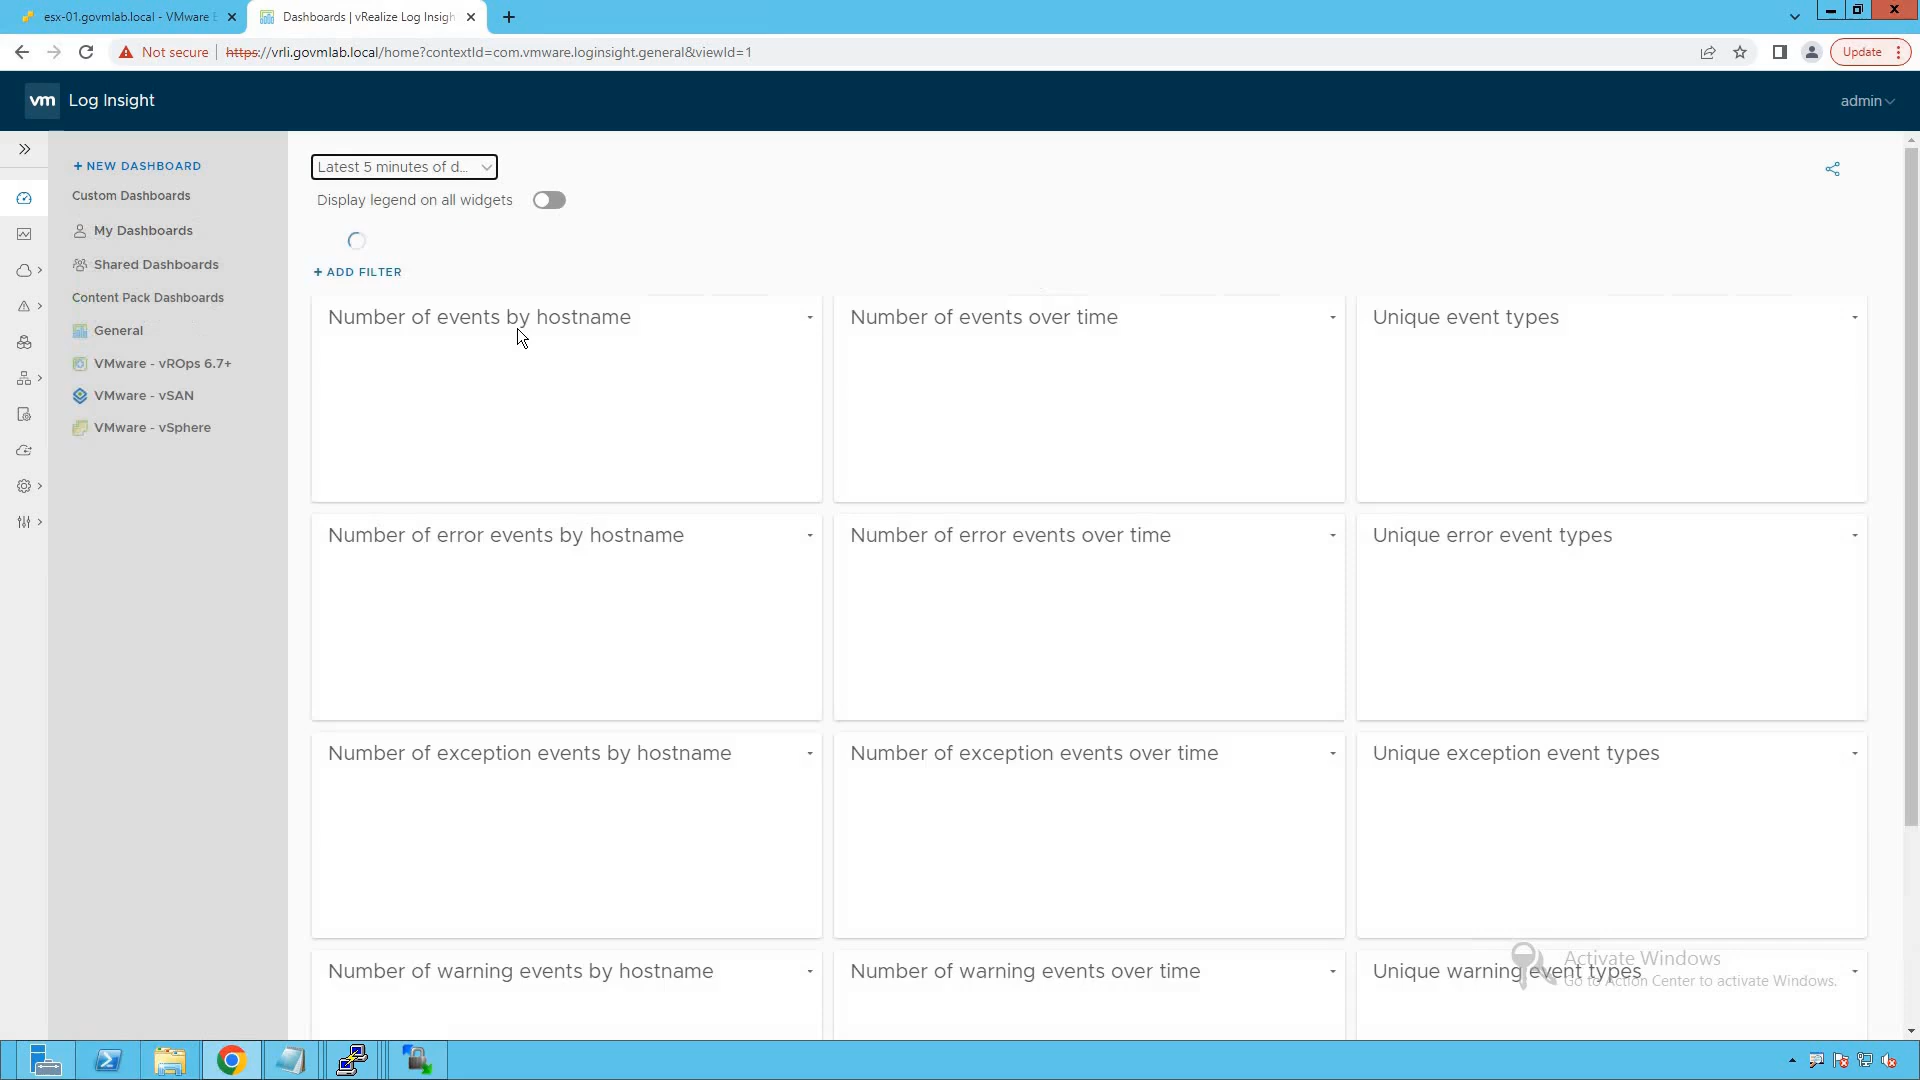 esx-01.govmlab.local - VMware E
Dashboards | vRealize Log Insigh
Not secure
https://vrli.govmlab.local/home?contextId=com.vmware.loginsight.general&viewId=1
Update
vm Log Insight
admin
+ NEW DASHBOARD
Custom Dashboards
My Dashboards
Shared Dashboards
Content Pack Dashboards
General
VMware - vROps 6.7+
VMware - vSAN
VMware - vSphere
Latest 5 minutes of d...
Display legend on all widgets
+ ADD FILTER
Number of events by hostname
Number of events over time
Unique event types
Number of error events by hostname
Number of error events over time
Unique error event types
Number of exception events by hostname
Number of exception events over time
Unique exception event types
Number of warning events by hostname
Number of warning events over time
Unique warning event types
Activate Windows
Go to Action Center to activate Windows.